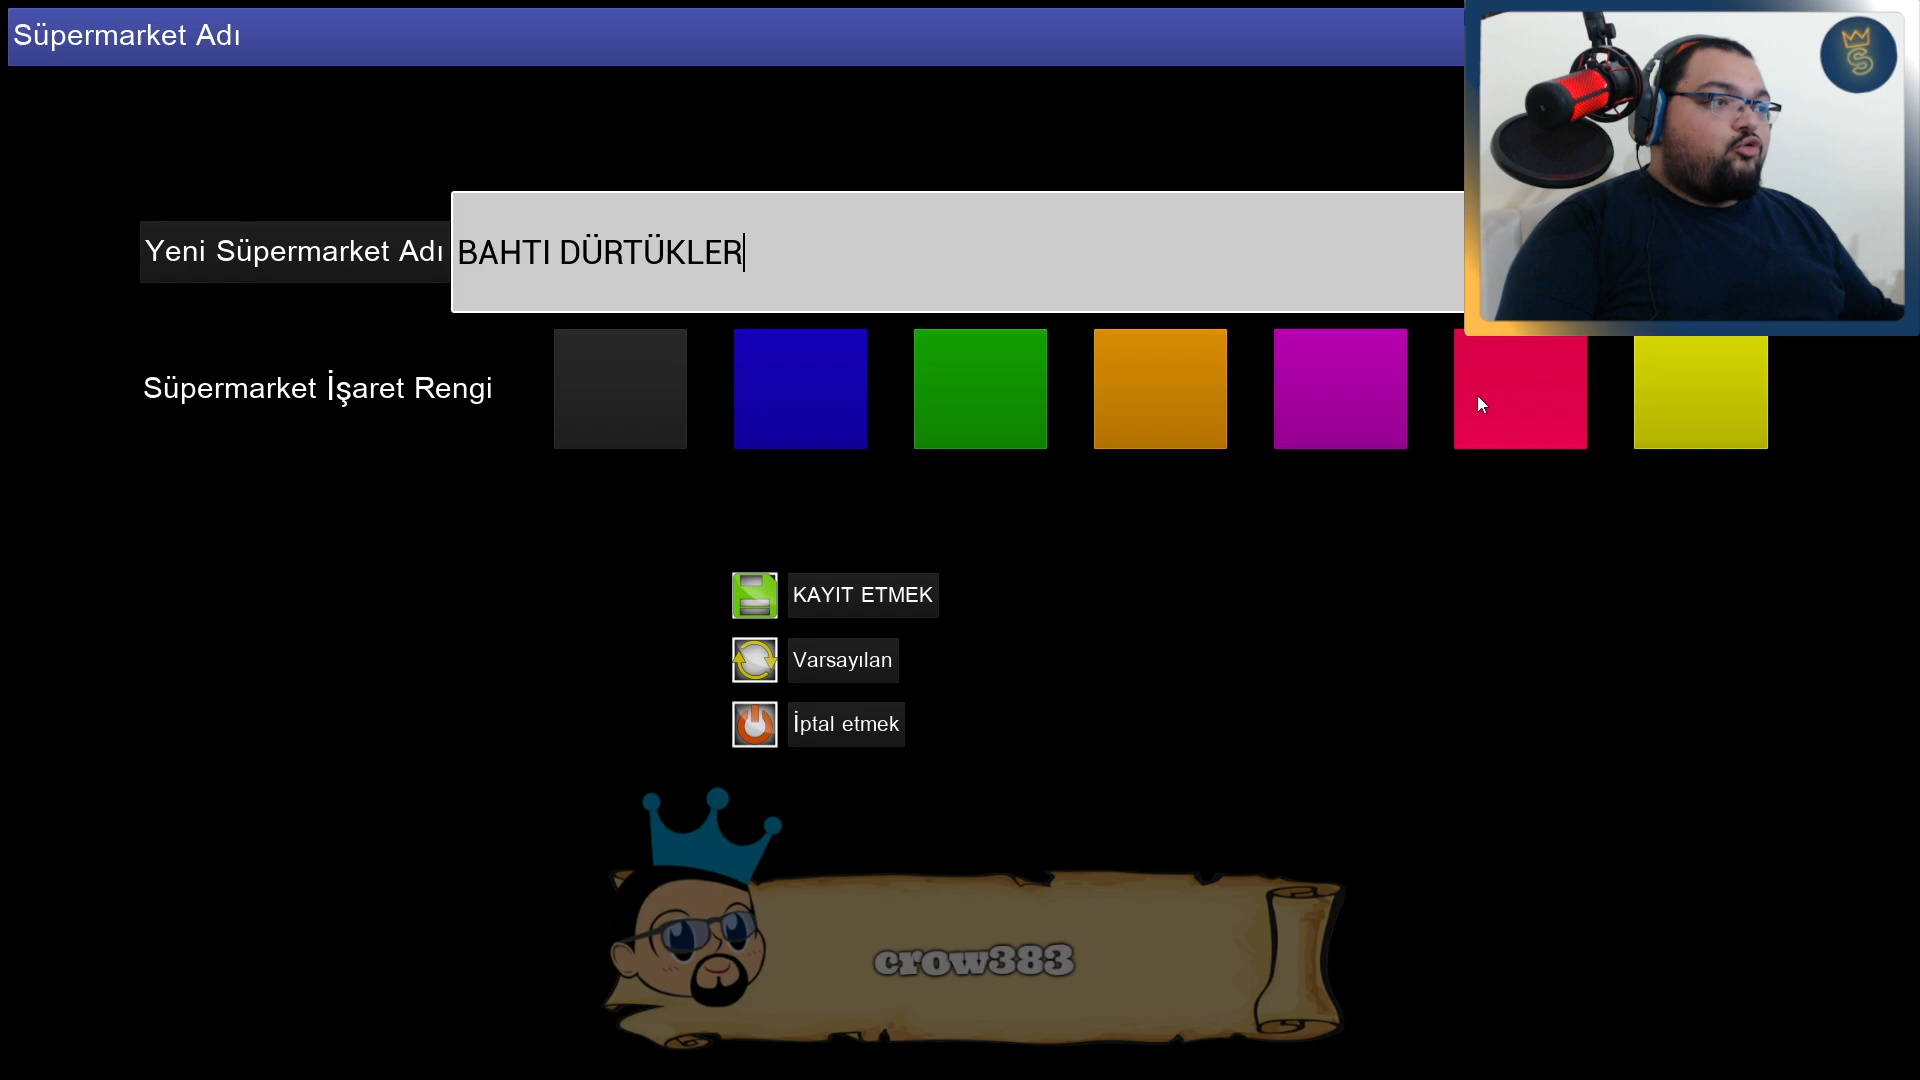 Süpermarket Adı
Yeni Süpermarket Adı
BAHTI DÜRTÜKLER
Süpermarket İşaret Rengi
KAYIT ETMEK
Varsayılan
İptal etmek
crow383